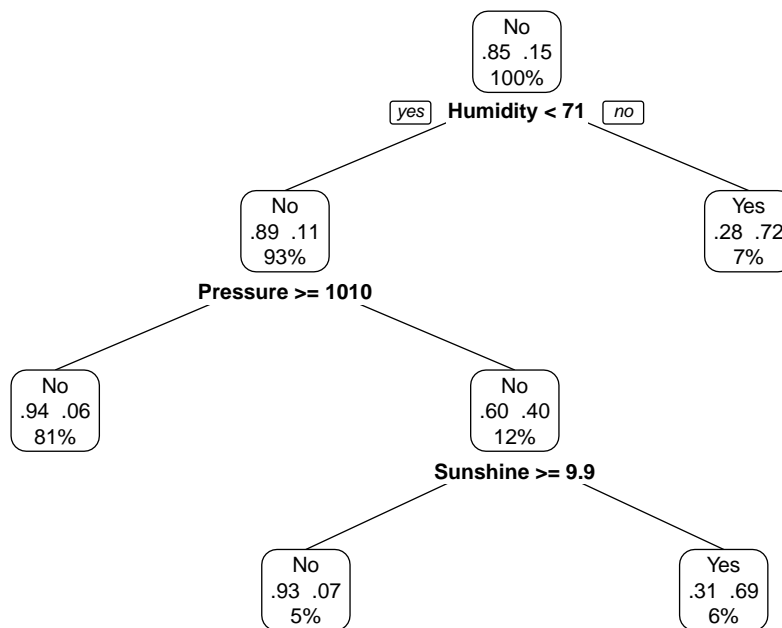 No
.85 .15
100%
yes Humidity < 71 no
No
.89 .11
93%
Yes
.28 .72
7%
Pressure >= 1010
No
.94 .06
81%
No
.60 .40
12%
Sunshine >= 9.9
No
.93 .07
5%
Yes
.31 .69
6%